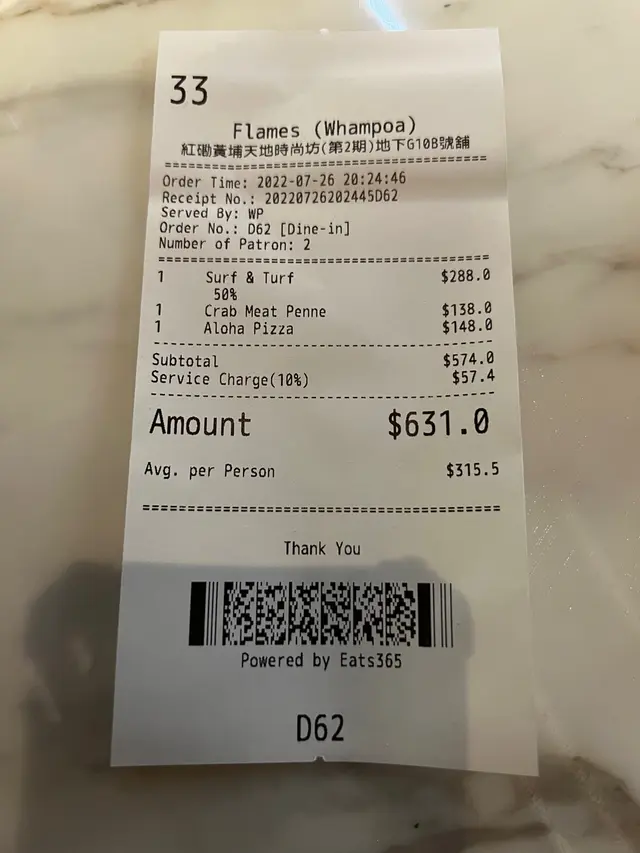 33
Flames (Whampoa)
紅磡黃埔天地時尚坊(第2期)地下G10B號舖
Order Time: 2022-07-26 20:24:46
Receipt No.: 20220726202445D62
Served By: WP
Order No.: D62 [Dine-in]
Number of Patron: 2
1 Surf & Turf $288.0
50%
1 Crab Meat Penne $138.0
1 Aloha Pizza $148.0
Subtotal $574.0
Service Charge(10%) $57.4
Amount $631.0
Avg. per Person $315.5
Thank You
Powered by Eats365
D62